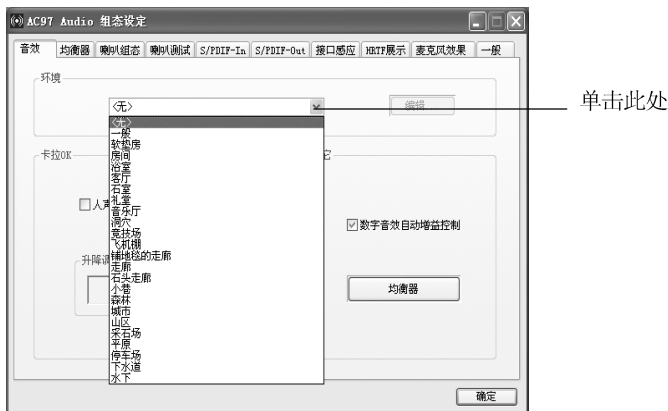 AC97 Audio 组态设定
音效 均衡器 喇叭组态 喇叭测试 S/PDIF-In S/PDIF-Out 接口感应 HRTF展示 麦克风效果 一般
环境
<无> 编辑
单击此处
<无>
一般
软垫房
房间
浴室
客厅
石室
礼堂
音乐厅
洞穴
竞技场
飞机棚
铺地毯的走廊
走廊
石头走廊
小巷
森林
城市
山区
采石场
平原
停车场
下水道
水下
卡拉OK
人声
数字音效自动增益控制
升降调
均衡器
确定